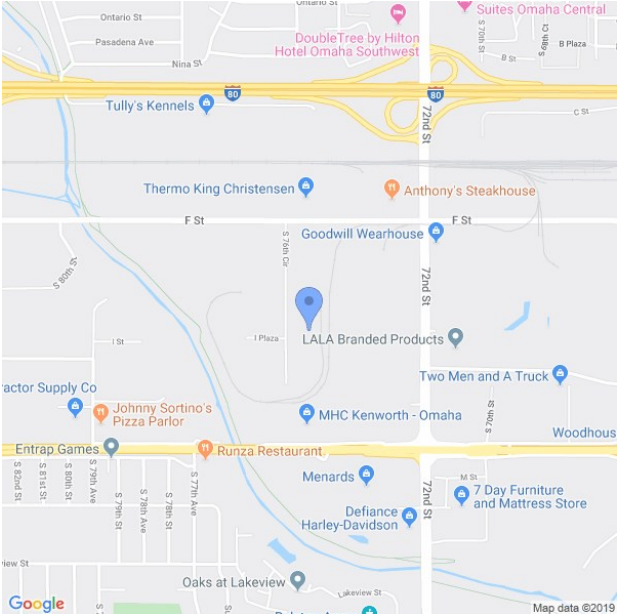 Ontario St
Ontario St
Suites Omaha Central
Pasadena Ave
DoubleTree by Hilton
Hotel Omaha Southwest
S 70th St
S 69th Ct
B Plaza
B St
Nina St
80
80
Tully's Kennels
72nd St
C St
Thermo King Christensen
Anthony's Steakhouse
F St
F St
Goodwill Wearhouse
S 76th Cir
S 80th St
72nd St
I St
I Plaza
LALA Branded Products
Two Men and A Truck
ractor Supply Co
Johnny Sortino's
Pizza Parlor
MHC Kenworth - Omaha
S 70th St
Woodhous
Entrap Games
Runza Restaurant
Menards
S 82nd St
S 81st St
S 80th St
S 79th Ave
S 79th St
S 78th Ave
S 78th St
S 77th Ave
M St
72nd St
7 Day Furniture
and Mattress Store
Defiance
Harley-Davidson
view St
Oaks at Lakeview
Lakeview St
Google
Map data ©2019